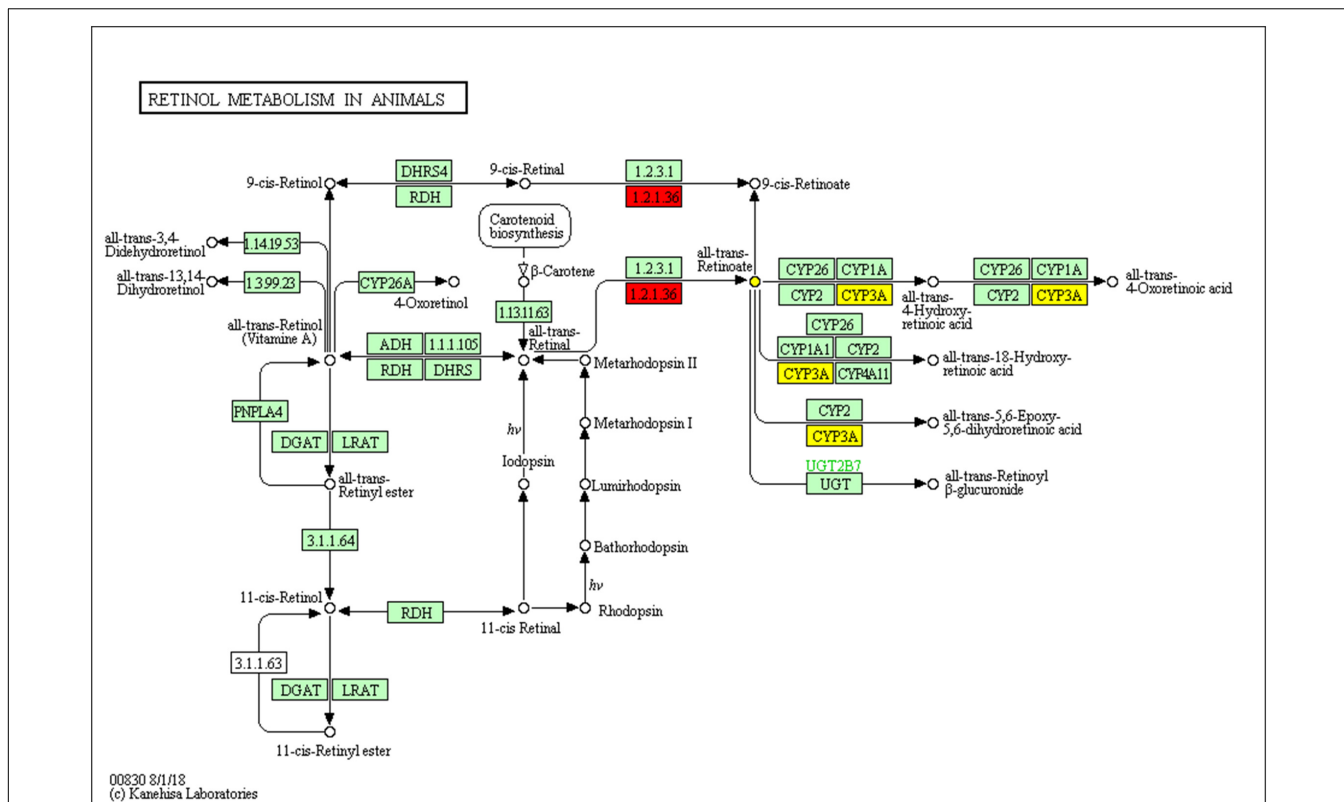 RETINOL METABOLISM IN ANIMALS
9-cis-Retinol
DHRS4
RDH
9-cis-Retinal
1.2.3.1
1.2.1.36
9-cis-Retinoate
Carotenoid
biosynthesis
all-trans-3,4-
Didehydroretinol
1.14.19.53
all-trans-13,14-
Dihydroretinol
1.3.99.23
CYP26A
4-Oxoretinol
β-Carotene
1.13.11.63
all-trans-
Retinal
1.2.3.1
1.2.1.36
all-trans-
Retinoate
CYP26 CYP1A
CYP2 CYP3A
all-trans-
4-Hydroxy-
retinoic acid
CYP26 CYP1A
CYP2 CYP3A
all-trans-
4-Oxoretinoic acid
all-trans-Retinol
(Vitamine A)
ADH 1.1.1.105
RDH DHRS
Metarhodopsin II
CYP26
CYP1A1 CYP2
CYP3A CYP4A11
all-trans-18-Hydroxy-
retinoic acid
PNPLA4
DGAT LRAT
hv
Iodopsin
Metarhodopsin I
CYP2
CYP3A
all-trans-5,6-Epoxy-
5,6-dihydroretinoic acid
all-trans-
Retinyl ester
Lumirhodopsin
UGT2B7
UGT
all-trans-Retinoyl
β-glucuronide
3.1.1.64
Bathorhodopsin
hv
11-cis-Retinol
RDH
11-cis Retinal
Rhodopsin
3.1.1.63
DGAT LRAT
11-cis-Retinyl ester
00830 8/1/18
(c) Kanehisa Laboratories